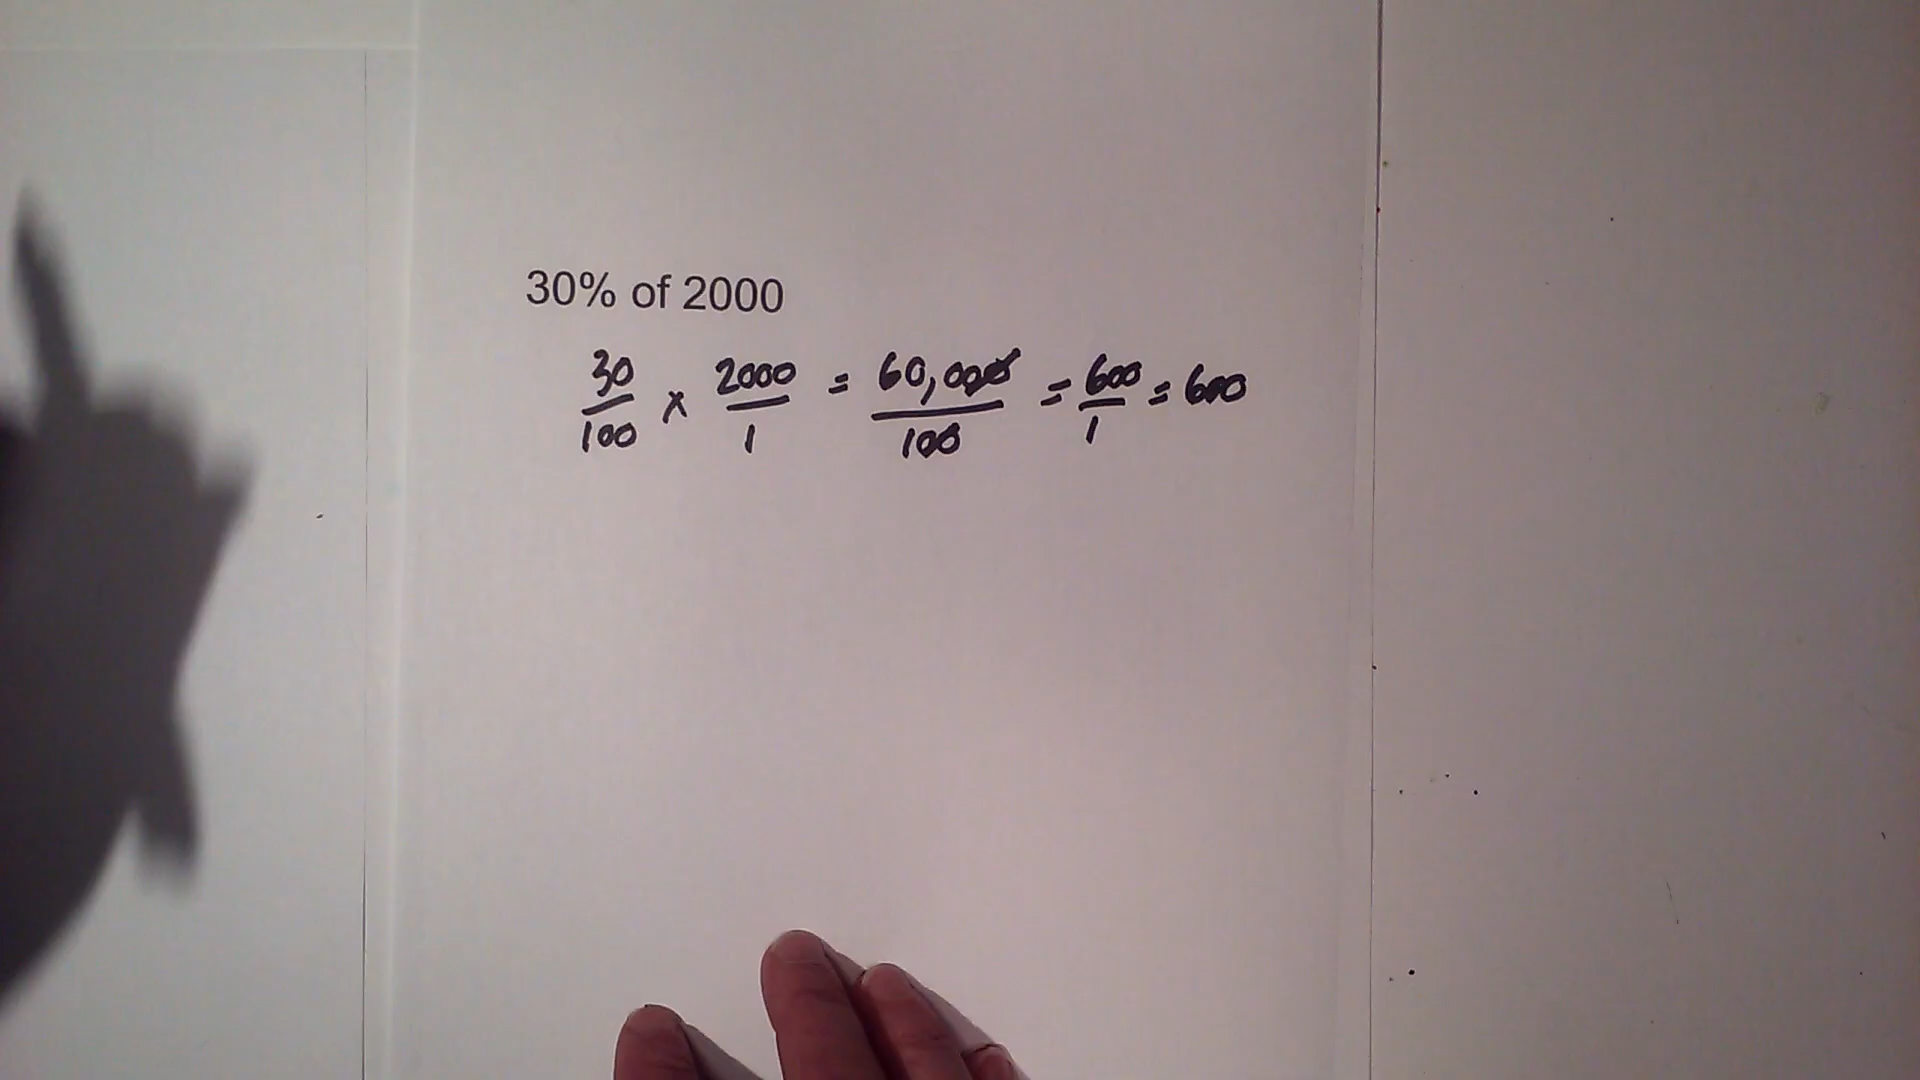 30% of 2000
30/100 x 2000/1 = 60,000/100 = 600/1 = 600